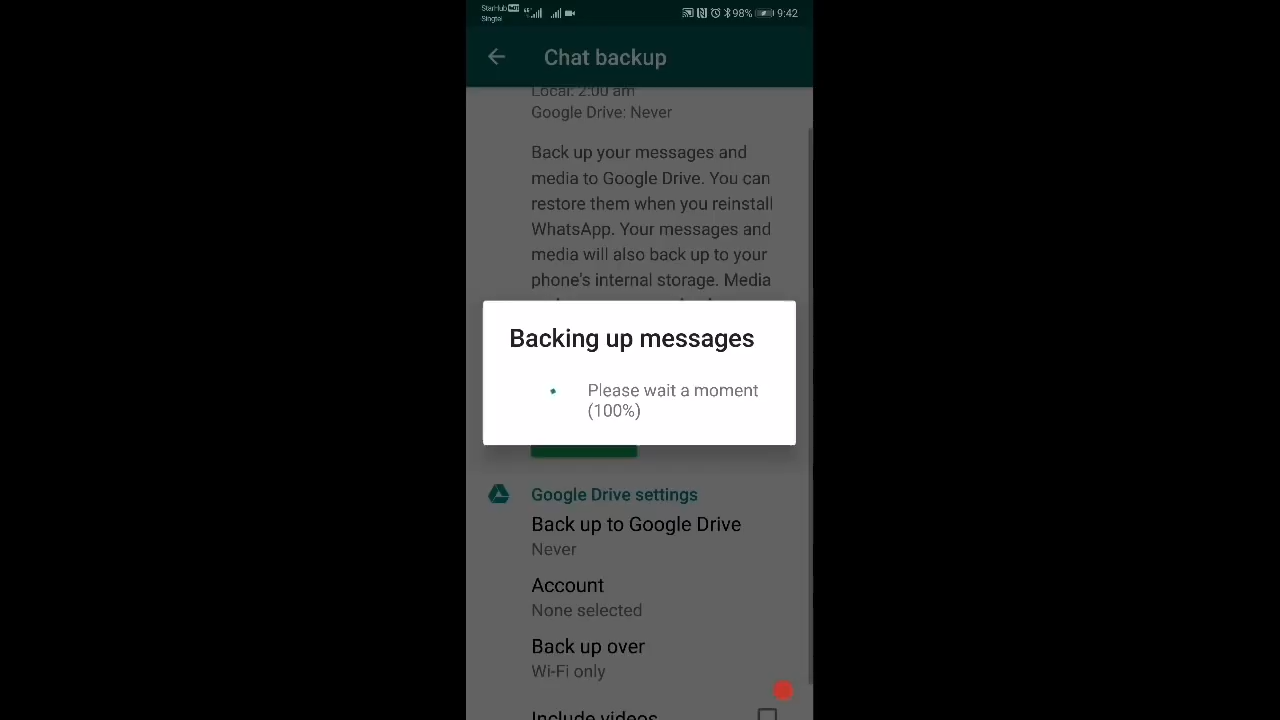 StarHub
Singtel
98%
9:42
Chat backup
Local: 2:00 am
Google Drive: Never
Back up your messages and
media to Google Drive. You can
restore them when you reinstall
WhatsApp. Your messages and
media will also back up to your
phone's internal storage. Media
Backing up messages
Please wait a moment
(100%)
Google Drive settings
Back up to Google Drive
Never
Account
None selected
Back up over
Wi-Fi only
Include videos